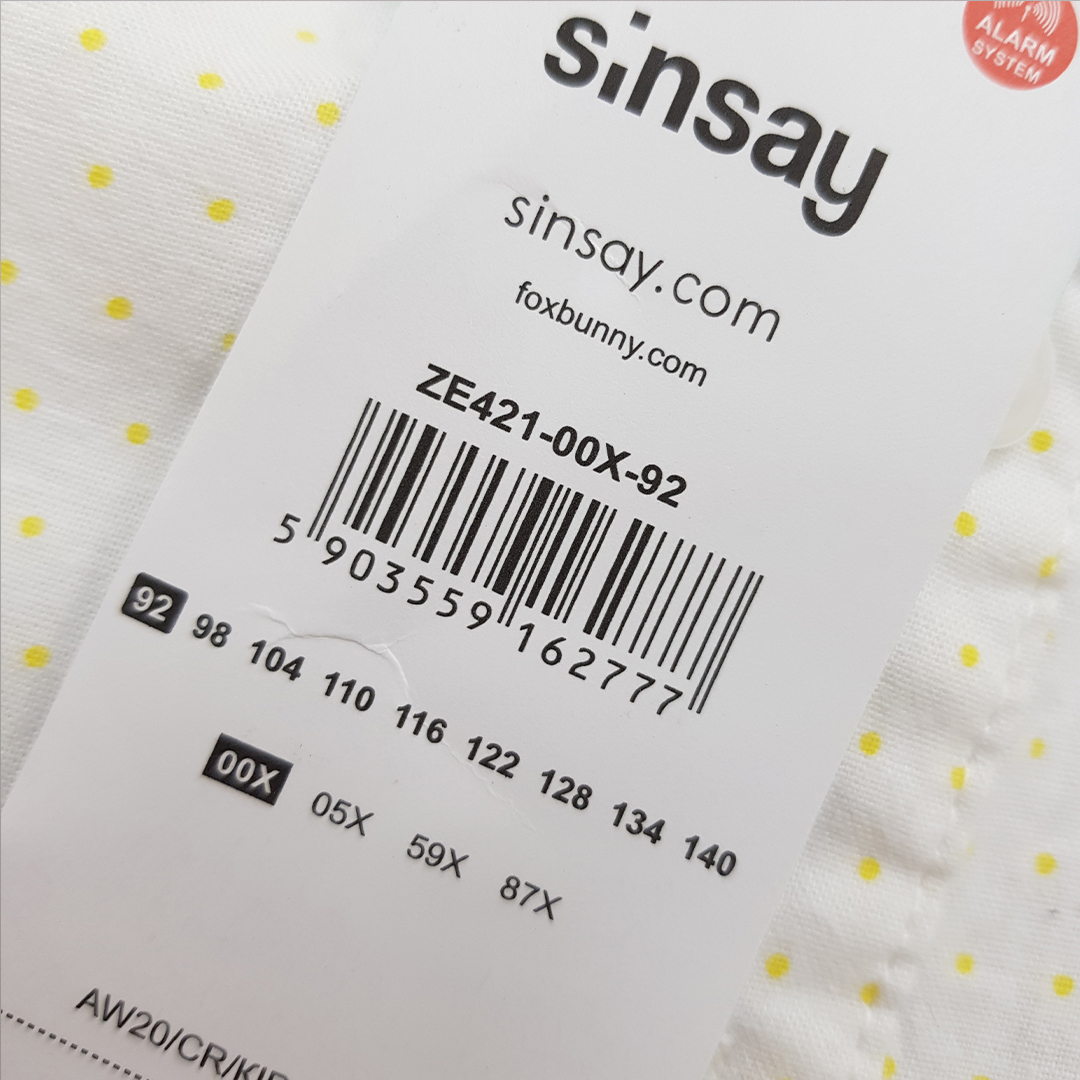 sinsay
ALARM
SYSTEM
sinsay.com
foxbunny.com
ZE421-00X-92
5 903559 162777
92 98 104 110 116 122 128 134 140
00X 05X 59X 87X